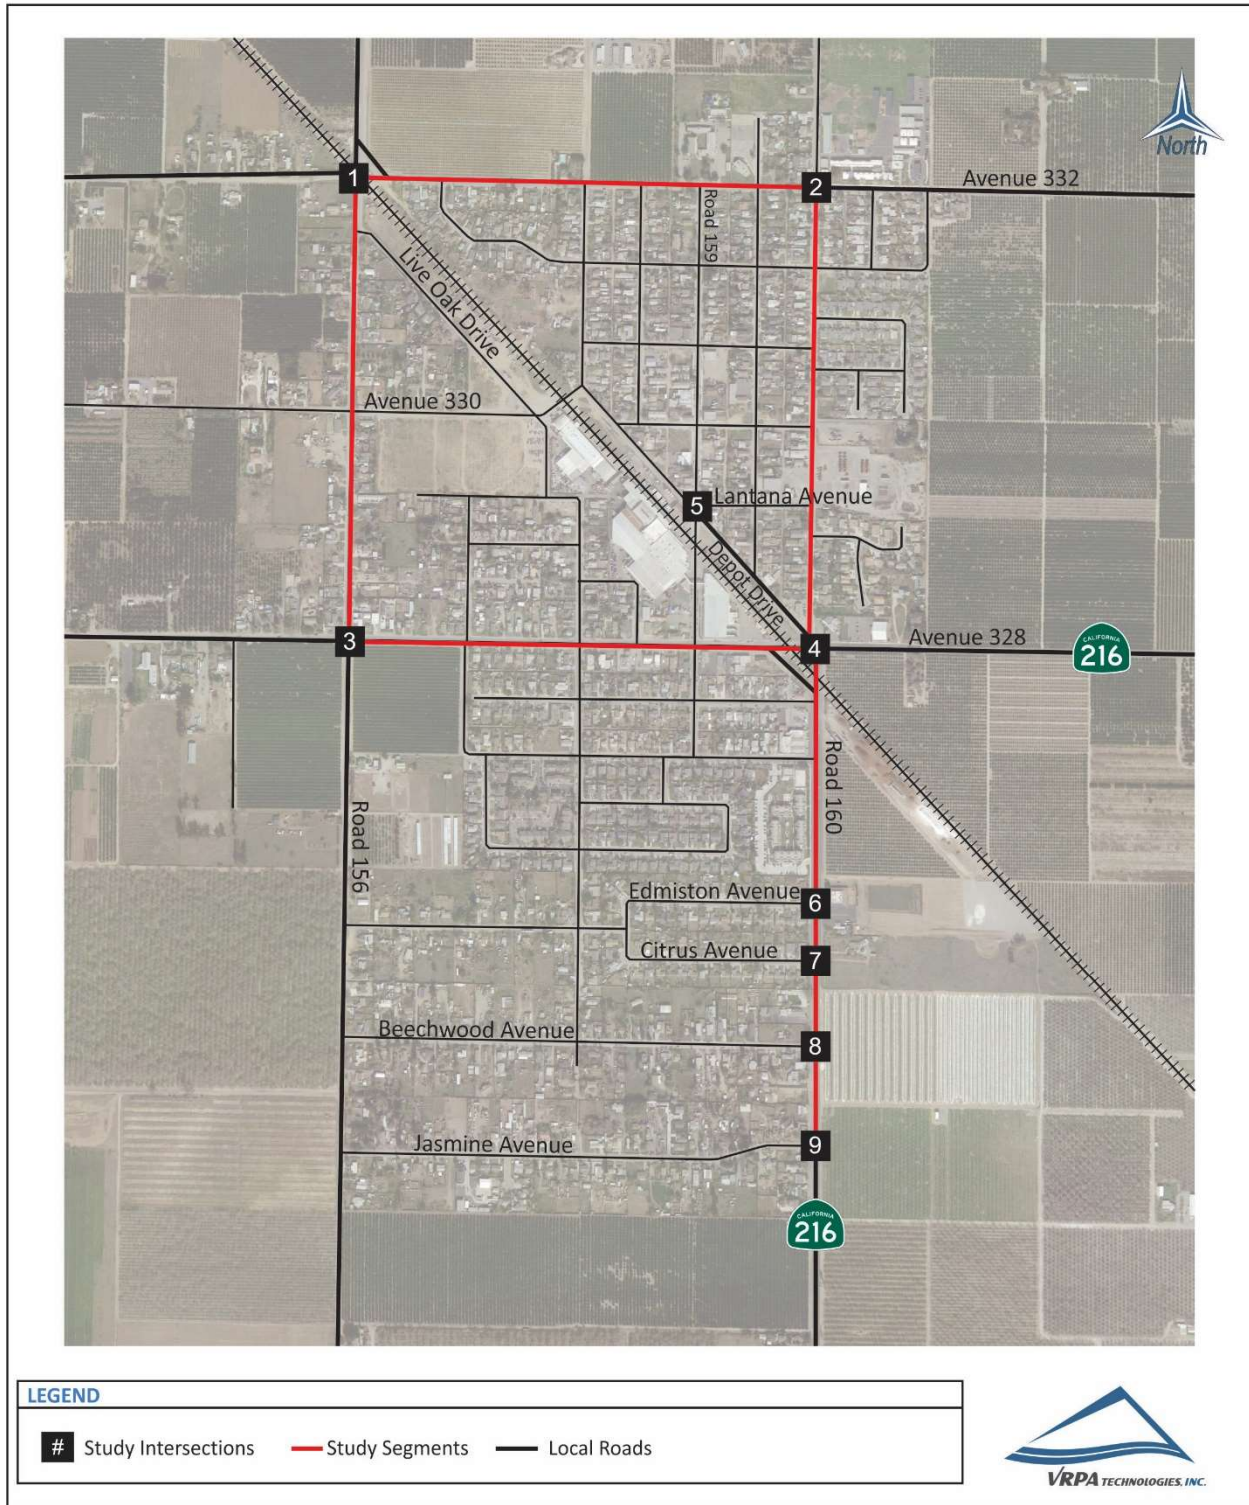 1
2
North
Avenue 332
Road 159
Live Oak Drive
Avenue 330
5
Lantana Avenue
Depot Drive
3
4
Avenue 328
CALIFORNIA
216
Road 156
Road 160
Edmiston Avenue
6
Citrus Avenue
7
Beechwood Avenue
8
Jasmine Avenue
9
CALIFORNIA
216
LEGEND
# Study Intersections Study Segments Local Roads
VRPA TECHNOLOGIES, INC.